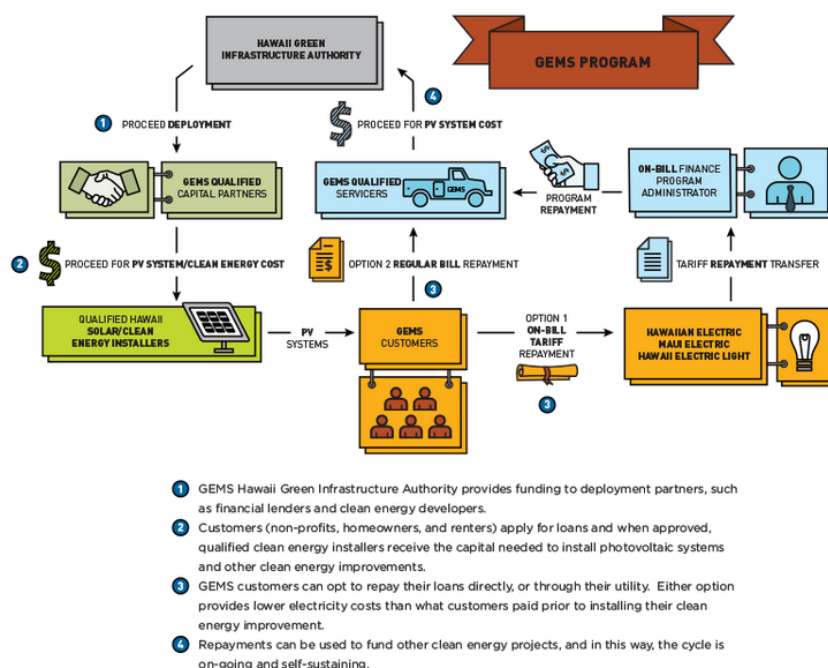 HAWAII GREEN
INFRASTRUCTURE AUTHORITY
GEMS PROGRAM
4
1 PROCEED DEPLOYMENT
$ PROCEED FOR PV SYSTEM COST
GEMS QUALIFIED
CAPITAL PARTNERS
GEMS QUALIFIED
SERVICERS
GEMS
$
PROGRAM
REPAYMENT
ON-BILL FINANCE
PROGRAM
ADMINISTRATOR
2 $ PROCEED FOR PV SYSTEM/CLEAN ENERGY COST
$ OPTION 2 REGULAR BILL REPAYMENT
TARIFF REPAYMENT TRANSFER
3
QUALIFIED HAWAII
SOLAR/CLEAN
ENERGY INSTALLERS
PV
SYSTEMS
GEMS
CUSTOMERS
OPTION 1
ON-BILL
TARIFF
REPAYMENT
3
HAWAIIAN ELECTRIC
MAUI ELECTRIC
HAWAII ELECTRIC LIGHT
1 GEMS Hawaii Green Infrastructure Authority provides funding to deployment partners, such
as financial lenders and clean energy developers.
2 Customers (non-profits, homeowners, and renters) apply for loans and when approved,
qualified clean energy installers receive the capital needed to install photovoltaic systems
and other clean energy improvements.
3 GEMS customers can opt to repay their loans directly, or through their utility. Either option
provides lower electricity costs than what customers paid prior to installing their clean
energy improvement.
4 Repayments can be used to fund other clean energy projects, and in this way, the cycle is
on-going and self-sustaining.